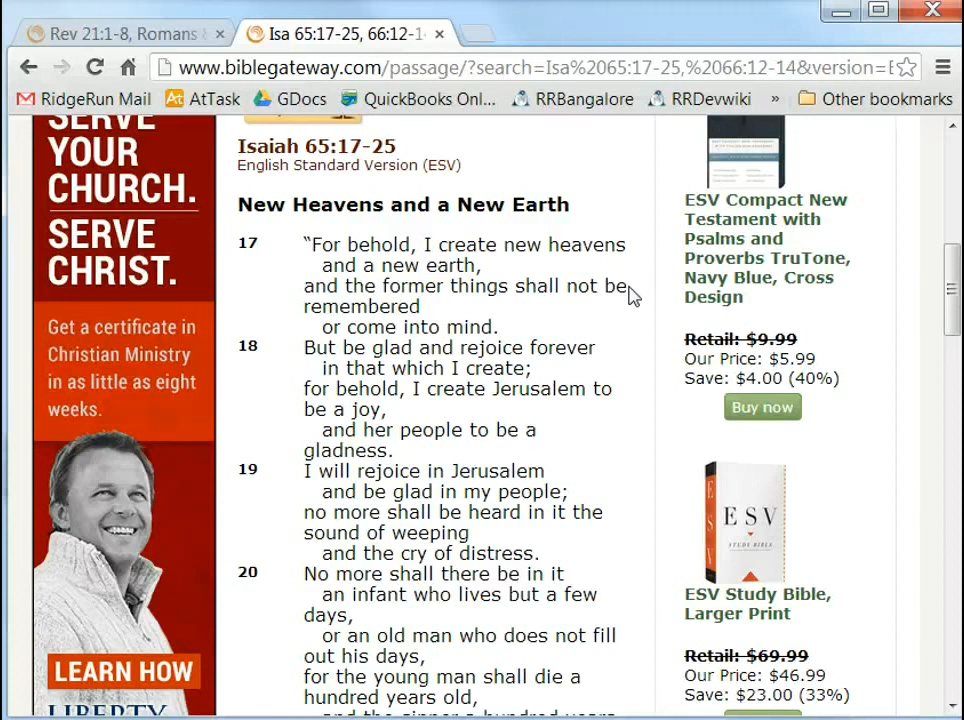 Rev 21:1-8, Romans
Isa 65:17-25, 66:12-1
www.biblegateway.com/passage/?search=Isa%2065:17-25,%2066:12-14&version=E
RidgeRun Mail
AtTask
GDocs
QuickBooks Onl...
RRBangalore
RRDevwiki
»
Other bookmarks
SERVE
YOUR
CHURCH.
SERVE
CHRIST.
Get a certificate in
Christian Ministry
in as little as eight
weeks.
LEARN HOW
LIBERTY
Isaiah 65:17-25
English Standard Version (ESV)
New Heavens and a New Earth
17 “For behold, I create new heavens
and a new earth,
and the former things shall not be
remembered
or come into mind.
18 But be glad and rejoice forever
in that which I create;
for behold, I create Jerusalem to
be a joy,
and her people to be a
gladness.
19 I will rejoice in Jerusalem
and be glad in my people;
no more shall be heard in it the
sound of weeping
and the cry of distress.
20 No more shall there be in it
an infant who lives but a few
days,
or an old man who does not fill
out his days,
for the young man shall die a
hundred years old,
and the sinner a hundred years
ESV Compact New
Testament with
Psalms and
Proverbs TruTone,
Navy Blue, Cross
Design
Retail: $9.99
Our Price: $5.99
Save: $4.00 (40%)
Buy now
ESV
ESV
STUDY BIBLE
ESV Study Bible,
Larger Print
Retail: $69.99
Our Price: $46.99
Save: $23.00 (33%)